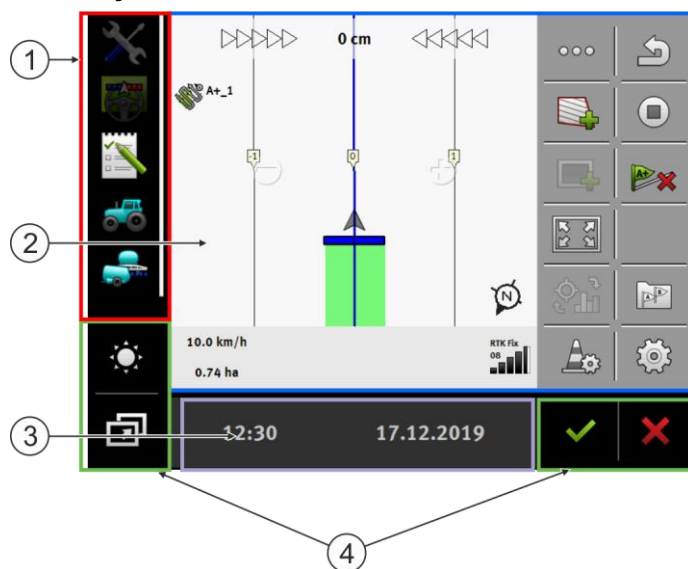 1
2
3
4
0 cm
A+_1
-1
0
1
N
10.0 km/h
0.74 ha
RTK Fix
08
12:30
17.12.2019
A+
A
B